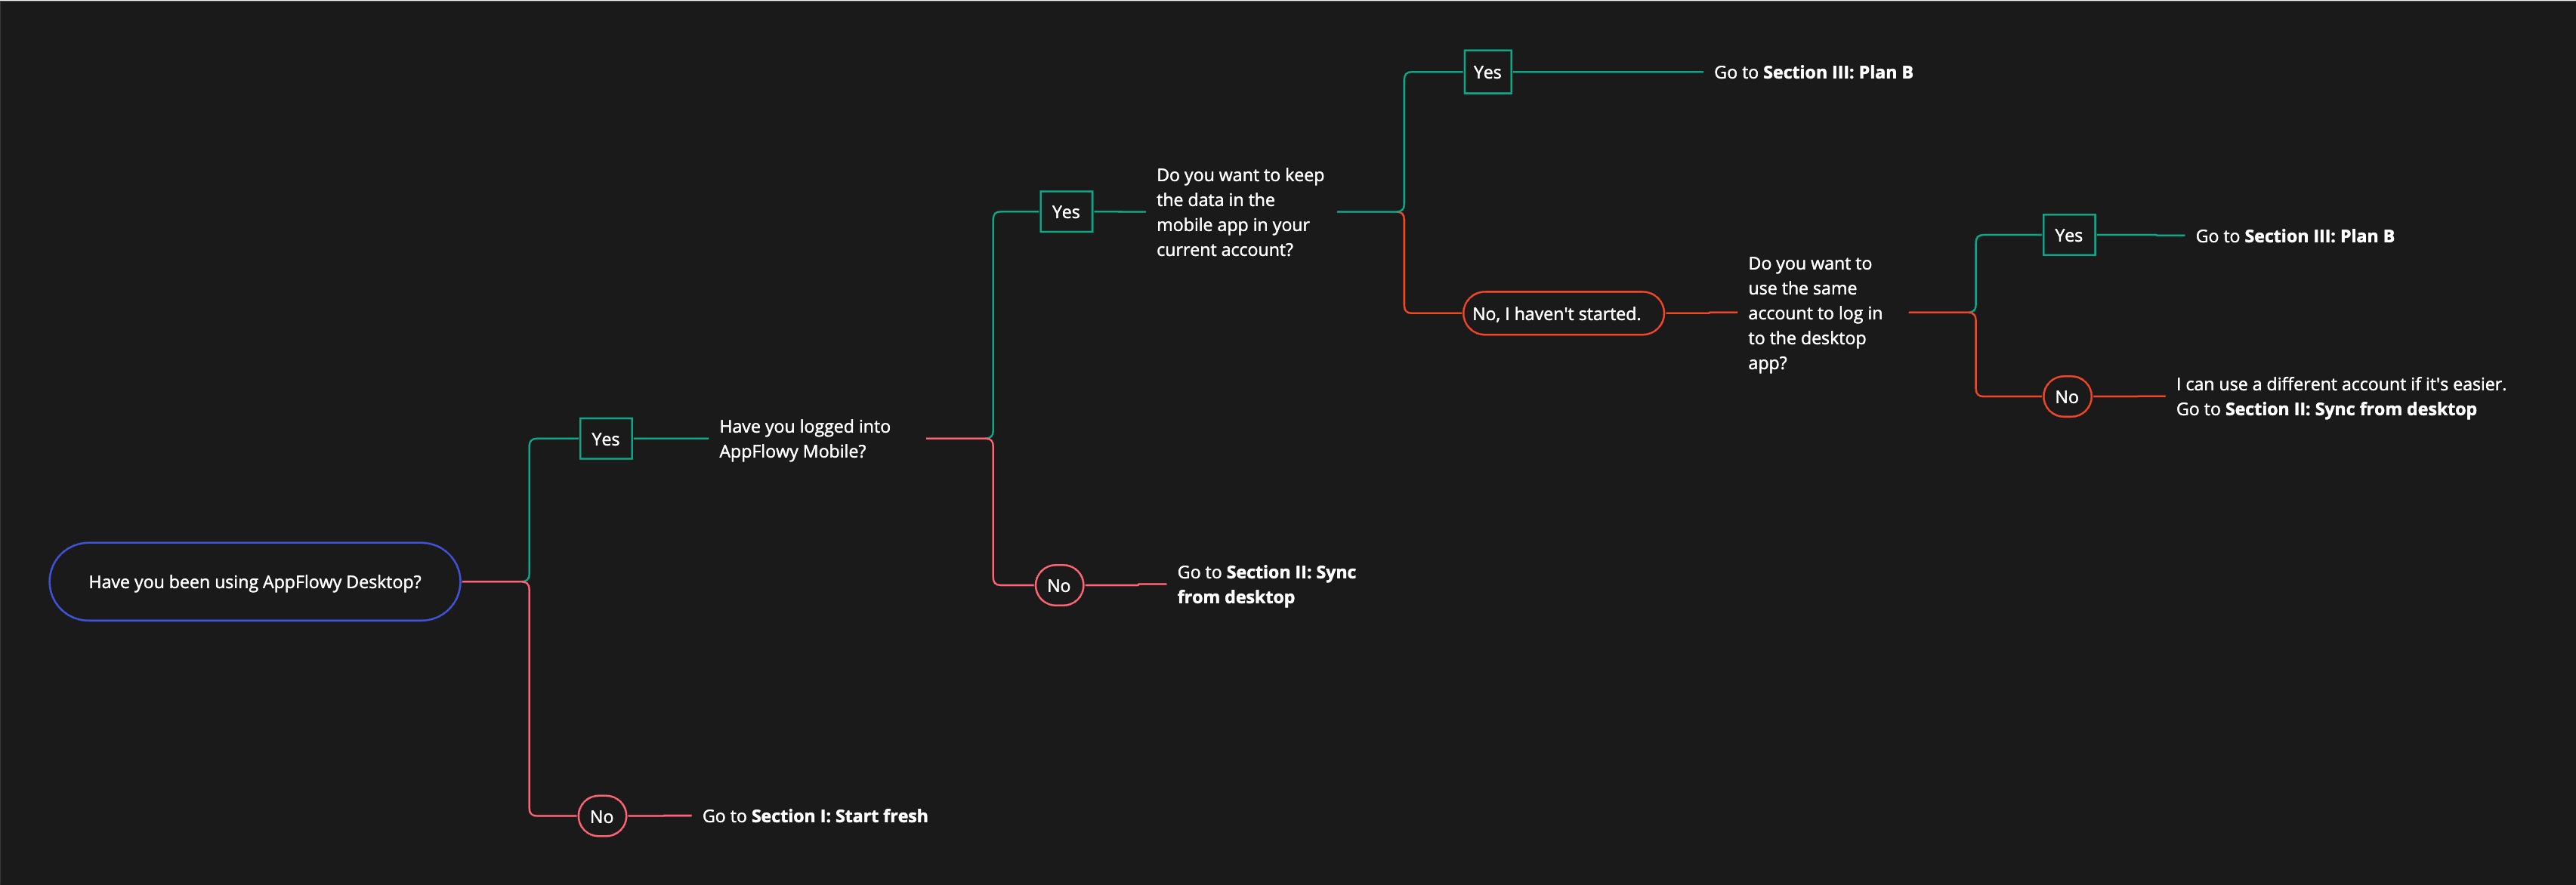 Yes
Go to Section III: Plan B
Do you want to keep
the data in the
mobile app in your
current account?
Yes
No, I haven't started.
Do you want to
use the same
account to log in
to the desktop
app?
Yes
Go to Section III: Plan B
No
I can use a different account if it's easier.
Go to Section II: Sync from desktop
Yes
Have you logged into
AppFlowy Mobile?
No
Go to Section II: Sync
from desktop
Have you been using AppFlowy Desktop?
No
Go to Section I: Start fresh